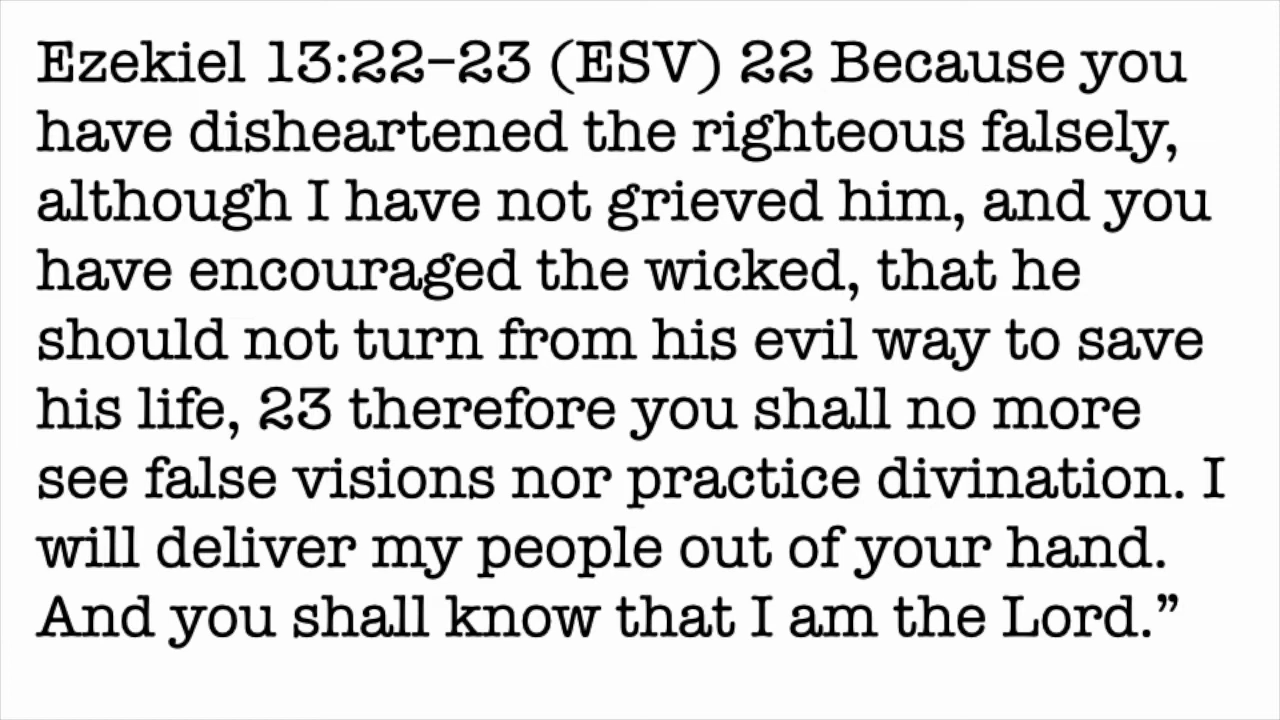 Ezekiel 13:22–23 (ESV) 22 Because you
have disheartened the righteous falsely,
although I have not grieved him, and you
have encouraged the wicked, that he
should not turn from his evil way to save
his life, 23 therefore you shall no more
see false visions nor practice divination. I
will deliver my people out of your hand.
And you shall know that I am the Lord.”